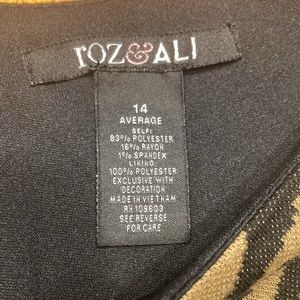 roz&ALI
14
AVERAGE
SELF:
83% POLYESTER
16% RAYON
1% SPANDEX
LINING:
100% POLYESTER
EXCLUSIVE WITH
DECORATION
MADE IN VIETNAM
RN 109603
SEE REVERSE
FOR CARE